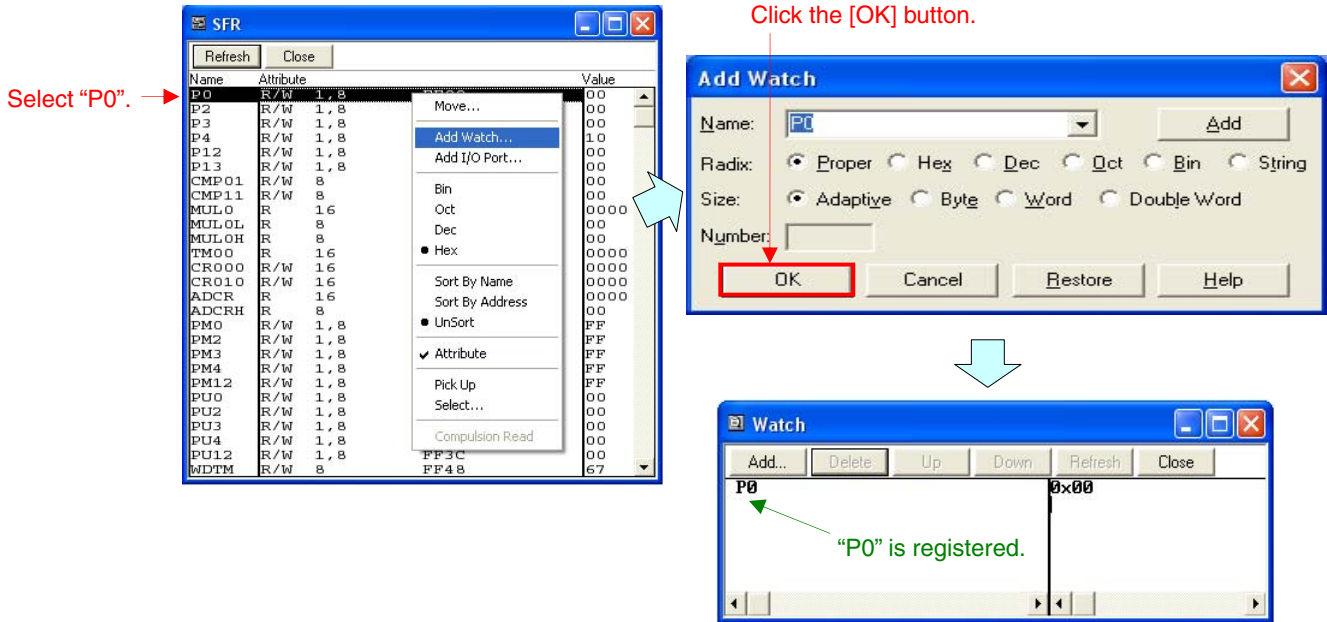 Click the [OK] button.
Select “P0”.
SFR
Refresh Close
Name Attribute Value
P0 R/W 1,8 00
P2 R/W 1,8 00
P3 R/W 1,8 00
P4 R/W 1,8 10
P12 R/W 1,8 00
P13 R/W 1,8 00
CMP01 R/W 8 00
CMP11 R/W 8 00
MUL0 R 16 0000
MUL0L R 8 00
MUL0H R 8 00
TM00 R 16 0000
CR000 R/W 16 0000
CR010 R/W 16 0000
ADCR R 16 0000
ADCRH R 8 00
PM0 R/W 1,8 FF
PM2 R/W 1,8 FF
PM3 R/W 1,8 FF
PM4 R/W 1,8 FF
PM12 R/W 1,8 FF
PU0 R/W 1,8 00
PU2 R/W 1,8 00
PU3 R/W 1,8 00
PU4 R/W 1,8 00
PU12 R/W 1,8 FF3C 00
WDTM R/W 8 FF48 67
Move...
Add Watch...
Add I/O Port...
Bin
Oct
Dec
Hex
Sort By Name
Sort By Address
UnSort
Attribute
Pick Up
Select...
Compulsion Read
Add Watch
Name: P0 Add
Radix: Proper Hex Dec Oct Bin String
Size: Adaptive Byte Word Double Word
Number:
OK Cancel Restore Help
Watch
Add... Delete Up Down Refresh Close
P0 0x00
“P0” is registered.